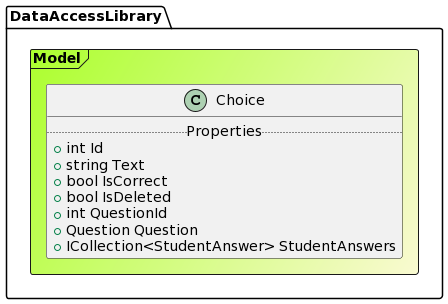 DataAccessLibrary
Model
C Choice
Properties
int Id
string Text
bool IsCorrect
bool IsDeleted
int QuestionId
Question Question
ICollection<StudentAnswer> StudentAnswers